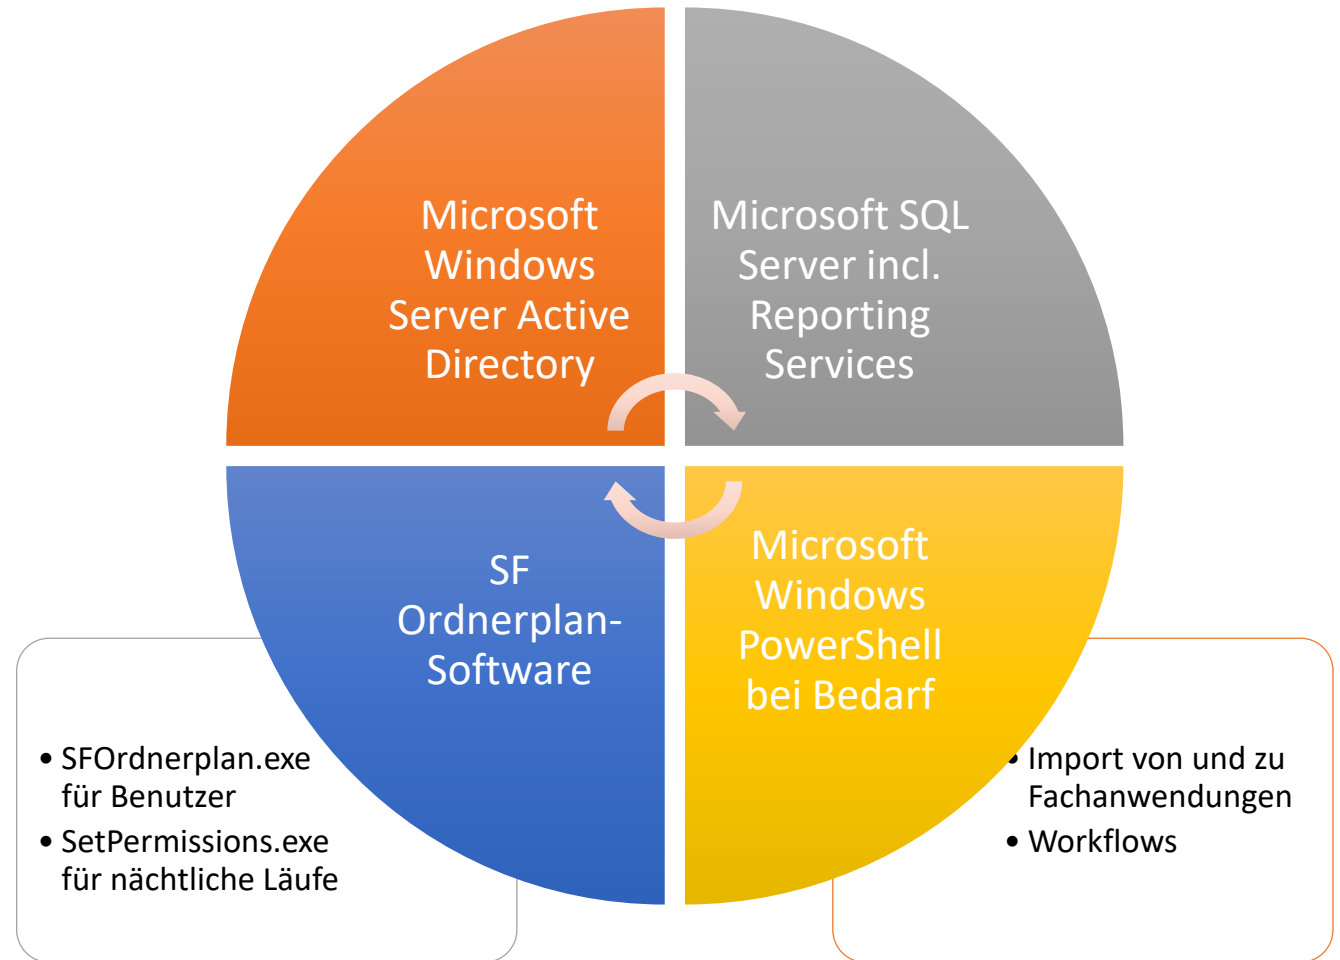 Microsoft
Windows
Server Active
Directory
Microsoft SQL
Server incl.
Reporting
Services
SF
Ordnerplan-
Software
Microsoft
Windows
PowerShell
bei Bedarf
• SFOrdnerplan.exe
für Benutzer
• SetPermissions.exe
für nächtliche Läufe
• Import von und zu
Fachanwendungen
• Workflows